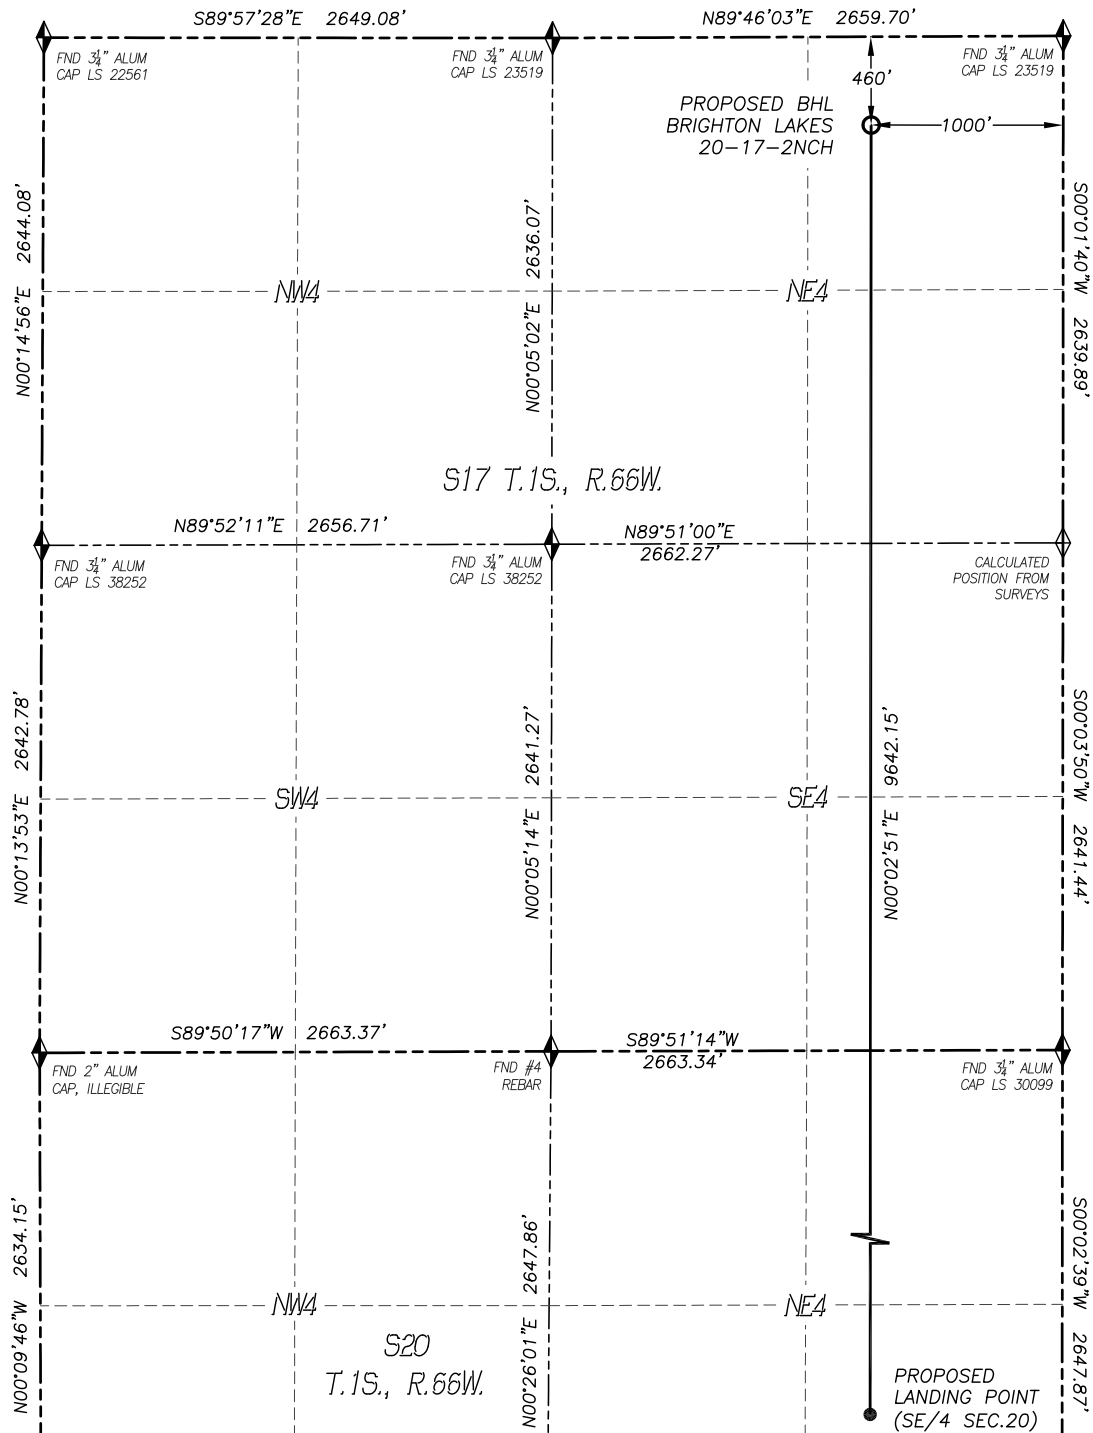 S89°57'28"E 2649.08'
N89°46'03"E 2659.70'
FND 3¼" ALUM
CAP LS 22561
FND 3¼" ALUM
CAP LS 23519
FND 3¼" ALUM
CAP LS 23519
460'
PROPOSED BHL
BRIGHTON LAKES
20-17-2NCH
1000'
N00°14'56"E 2644.08'
N00°05'02"E 2636.07'
S00°01'40"W 2639.89'
NW4
NE4
S17 T.1S., R.66W.
N89°52'11"E 2656.71'
N89°51'00"E
2662.27'
FND 3¼" ALUM
CAP LS 38252
FND 3¼" ALUM
CAP LS 38252
CALCULATED
POSITION FROM
SURVEYS
N00°13'53"E 2642.78'
N00°05'14"E 2641.27'
N00°02'51"E 9642.15'
S00°03'50"W 2641.44'
SW4
SE4
S89°50'17"W 2663.37'
S89°51'14"W
2663.34'
FND 2" ALUM
CAP, ILLEGIBLE
FND #4
REBAR
FND 3¼" ALUM
CAP LS 30099
N00°09'46"W 2634.15'
N00°26'01"E 2647.86'
S00°02'39"W 2647.87'
NW4
NE4
S20
T.1S., R.66W.
PROPOSED
LANDING POINT
(SE/4 SEC.20)